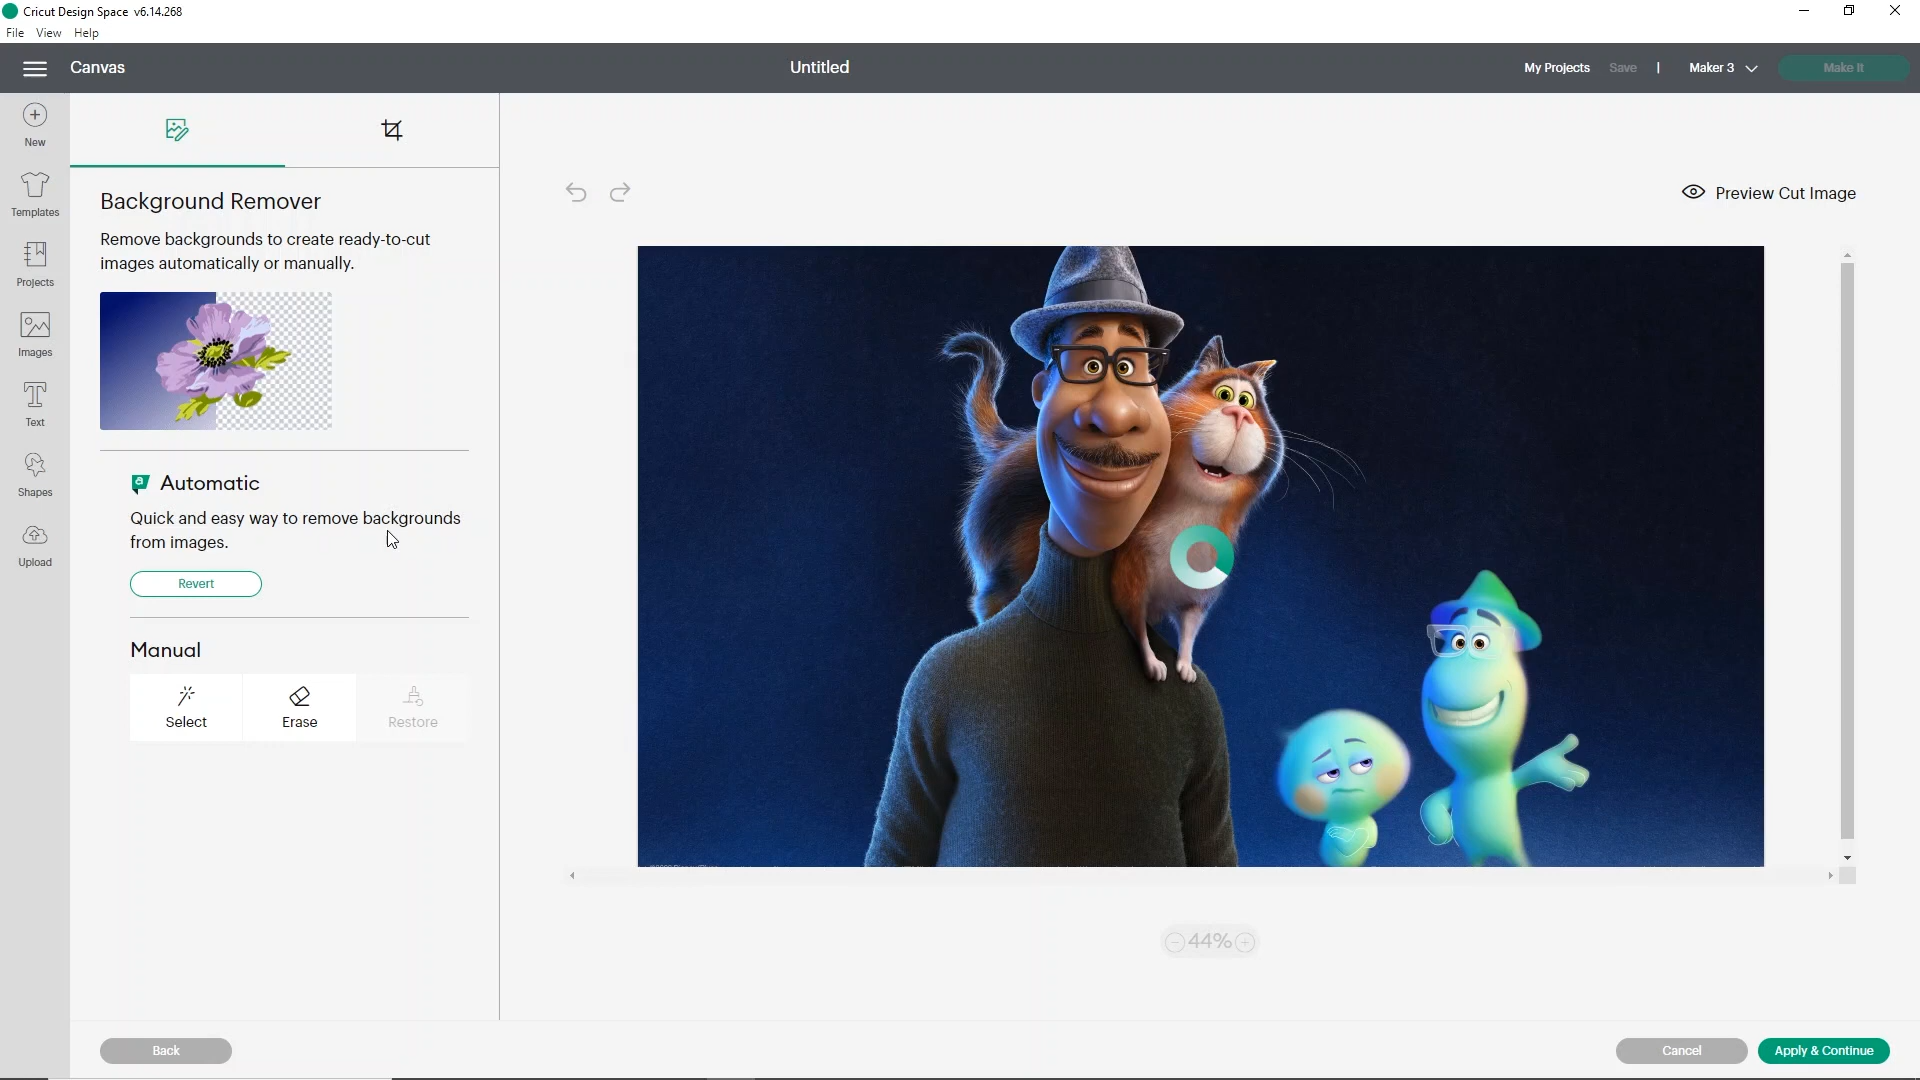 Cricut Design Space v6.14.268
File View Help
Canvas
Untitled
My Projects Save | Maker 3
Make It
New
Templates
Projects
Images
Text
Shapes
Upload
Background Remover
Remove backgrounds to create ready-to-cut
images automatically or manually.
a Automatic
Quick and easy way to remove backgrounds
from images.
Revert
Manual
Select
Erase
Restore
Preview Cut Image
44%
Back
Cancel
Apply & Continue